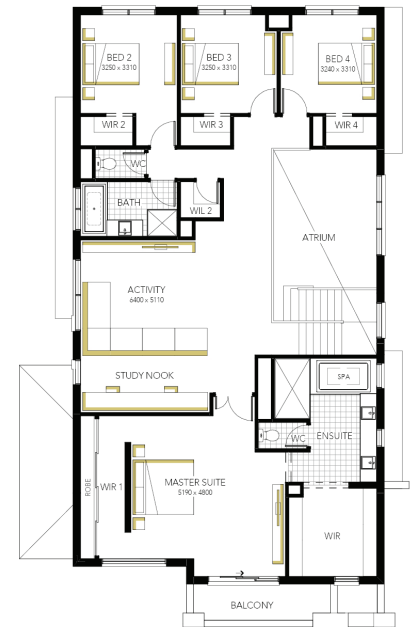 BED 2
3250 x 3310
BED 3
3250 x 3310
BED 4
3240 x 3310
WIR 2
WIR 3
WIR 4
WC
BATH
WIL 2
ATRIUM
ACTIVITY
6400 x 5110
STUDY NOOK
SPA
WC
ENSUITE
ROBE
WIR 1
MASTER SUITE
5190 x 4800
WIR
BALCONY